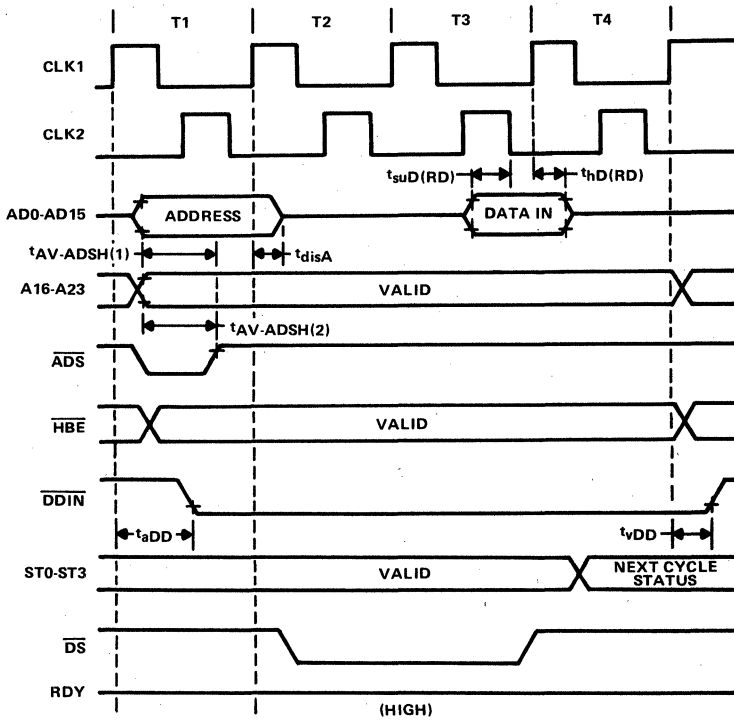 T1 T2 T3 T4
CLK1
CLK2
tsuD(RD) thD(RD)
AD0-AD15 ADDRESS DATA IN
tAV-ADSH(1) tdisA
A16-A23 VALID
tAV-ADSH(2)
ADS
HBE VALID
DDIN
taDD tvDD
ST0-ST3 VALID NEXT CYCLE
STATUS
DS
RDY
(HIGH)